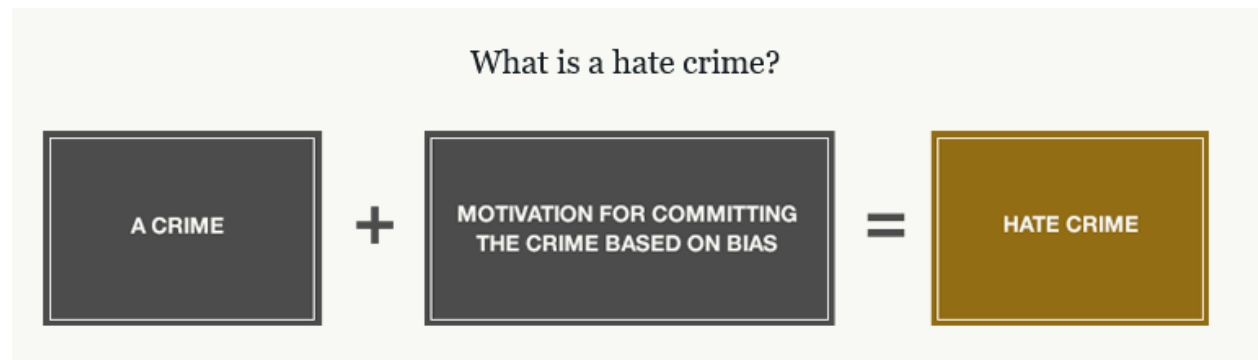 What is a hate crime?
A CRIME
+
MOTIVATION FOR COMMITTING
THE CRIME BASED ON BIAS
=
HATE CRIME